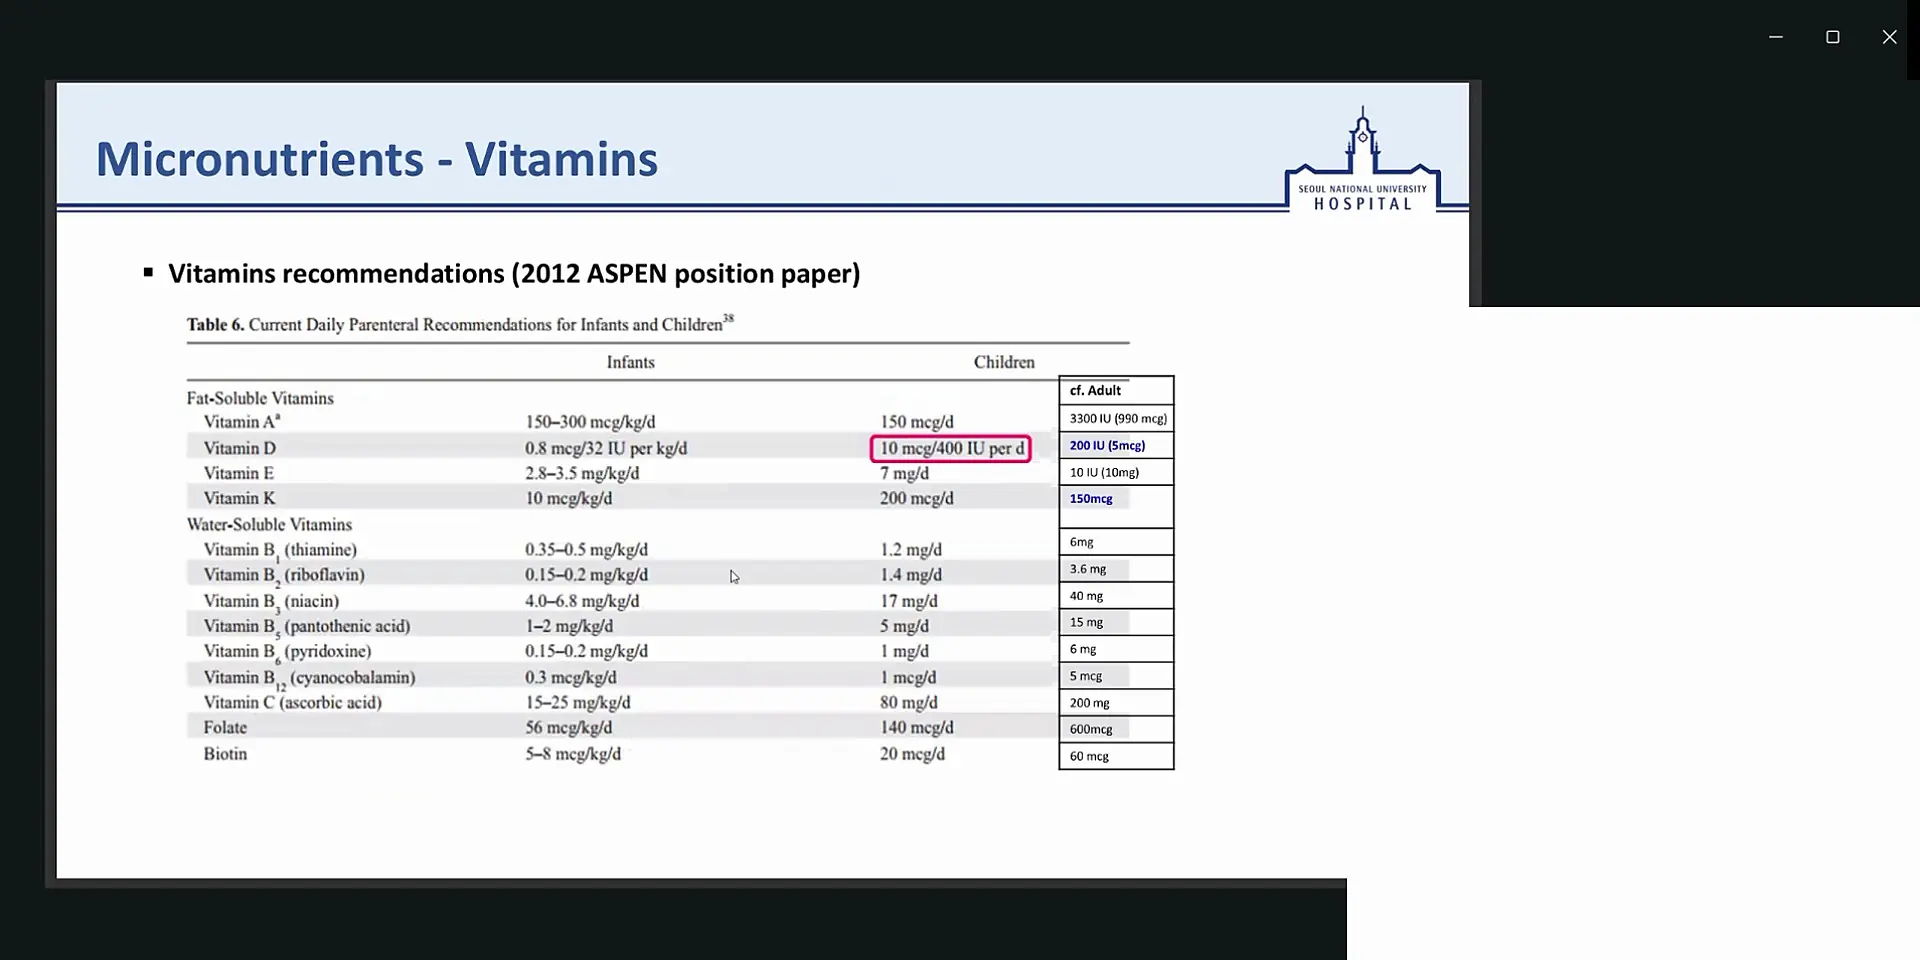 Micronutrients - Vitamins
SEOUL NATIONAL UNIVERSITY
HOSPITAL
▪ Vitamins recommendations (2012 ASPEN position paper)
Table 6. Current Daily Parenteral Recommendations for Infants and Children38
Infants Children
cf. Adult
Fat-Soluble Vitamins
Vitamin Aa 150–300 mcg/kg/d 150 mcg/d 3300 IU (990 mcg)
Vitamin D 0.8 mcg/32 IU per kg/d 10 mcg/400 IU per d 200 IU (5mcg)
Vitamin E 2.8–3.5 mg/kg/d 7 mg/d 10 IU (10mg)
Vitamin K 10 mcg/kg/d 200 mcg/d 150mcg
Water-Soluble Vitamins
Vitamin B1 (thiamine) 0.35–0.5 mg/kg/d 1.2 mg/d 6mg
Vitamin B2 (riboflavin) 0.15–0.2 mg/kg/d 1.4 mg/d 3.6 mg
Vitamin B3 (niacin) 4.0–6.8 mg/kg/d 17 mg/d 40 mg
Vitamin B5 (pantothenic acid) 1–2 mg/kg/d 5 mg/d 15 mg
Vitamin B6 (pyridoxine) 0.15–0.2 mg/kg/d 1 mg/d 6 mg
Vitamin B12 (cyanocobalamin) 0.3 mcg/kg/d 1 mcg/d 5 mcg
Vitamin C (ascorbic acid) 15–25 mg/kg/d 80 mg/d 200 mg
Folate 56 mcg/kg/d 140 mcg/d 600mcg
Biotin 5–8 mcg/kg/d 20 mcg/d 60 mcg